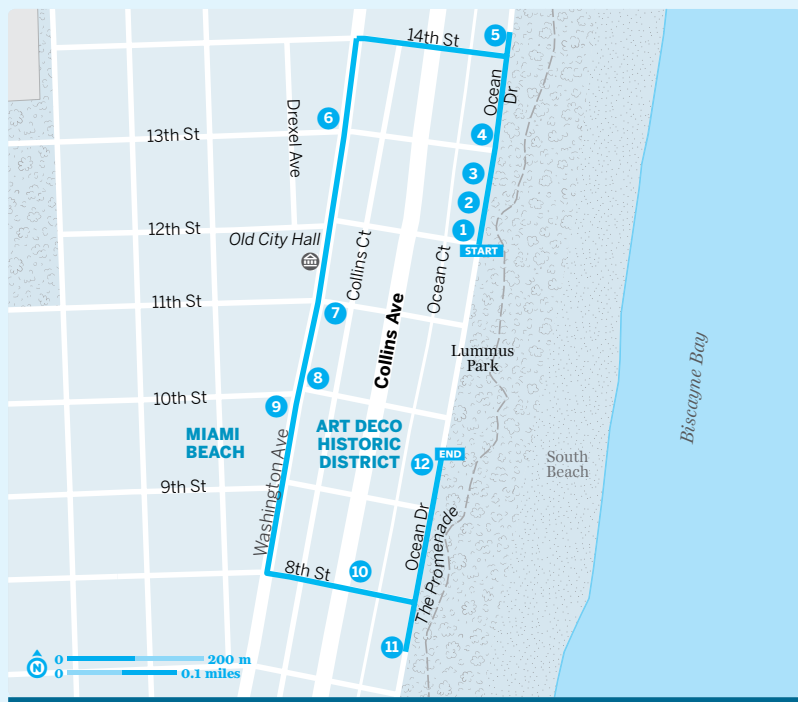 14th St
5
Ocean
Dr
Drexel Ave
6
13th St
4
3
2
12th St
1
Old City Hall
START
Collins Ct
Ocean Ct
11th St
7
Collins Ave
Lummus
Park
Biscayne Bay
8
10th St
9
MIAMI
BEACH
ART DECO
HISTORIC
DISTRICT
END
12
South
Beach
9th St
Washington Ave
Ocean Dr
The Promenade
8th St
10
11
N
0 200 m
0 0.1 miles